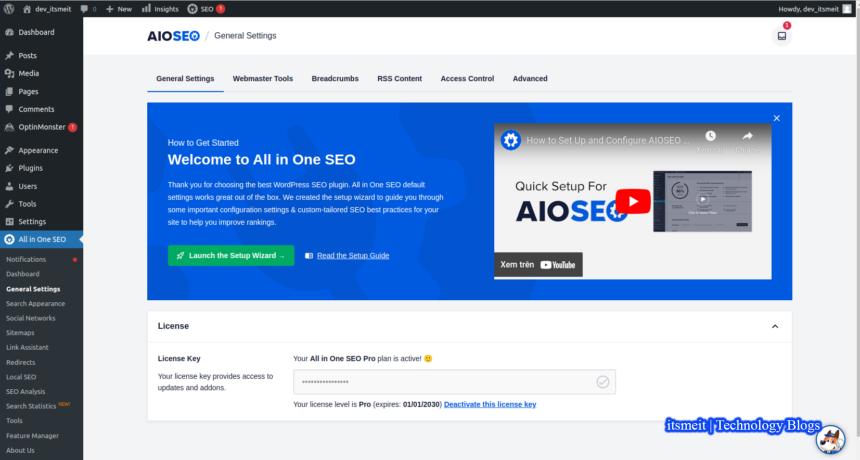 dev_itsmeit
0
New
Insights
SEO
1
Howdy, dev_itsmeit
Dashboard
Posts
Media
Pages
Comments
OptinMonster
1
Appearance
Plugins
Users
Tools
Settings
All in One SEO
Notifications
Dashboard
General Settings
Search Appearance
Social Networks
Sitemaps
Link Assistant
Redirects
Local SEO
SEO Analysis
Search Statistics NEW!
Tools
Feature Manager
About Us
AIOSEO / General Settings
1
General Settings
Webmaster Tools
Breadcrumbs
RSS Content
Access Control
Advanced
How to Get Started
Welcome to All in One SEO
Thank you for choosing the best WordPress SEO plugin. All in One SEO default
settings works great out of the box. We created the setup wizard to guide you through
some important configuration settings & custom-tailored SEO best practices for your
site to help you improve rankings.
Launch the Setup Wizard →
Read the Setup Guide
How to Set Up and Configure AIOSEO ...
Quick Setup For
AIOSEO
Xem trên YouTube
License
License Key
Your license key provides access to
updates and addons.
Your All in One SEO Pro plan is active! 🙂
••••••••••••••••
Your license level is Pro (expires: 01/01/2030) Deactivate this license key
itsmeit | Technology Blogs